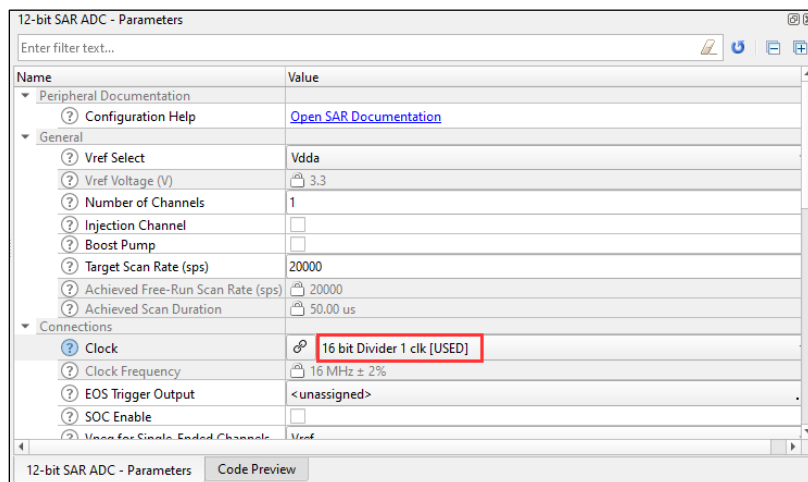 12-bit SAR ADC - Parameters
Enter filter text...
Name Value
Peripheral Documentation
? Configuration Help Open SAR Documentation
General
? Vref Select Vdda
? Vref Voltage (V) 3.3
? Number of Channels 1
? Injection Channel
? Boost Pump
? Target Scan Rate (sps) 20000
? Achieved Free-Run Scan Rate (sps) 20000
? Achieved Scan Duration 50.00 us
Connections
? Clock 16 bit Divider 1 clk [USED]
? Clock Frequency 16 MHz ± 2%
? EOS Trigger Output <unassigned>
? SOC Enable
? Vneg for Single-Ended Channels Vref
12-bit SAR ADC - Parameters Code Preview